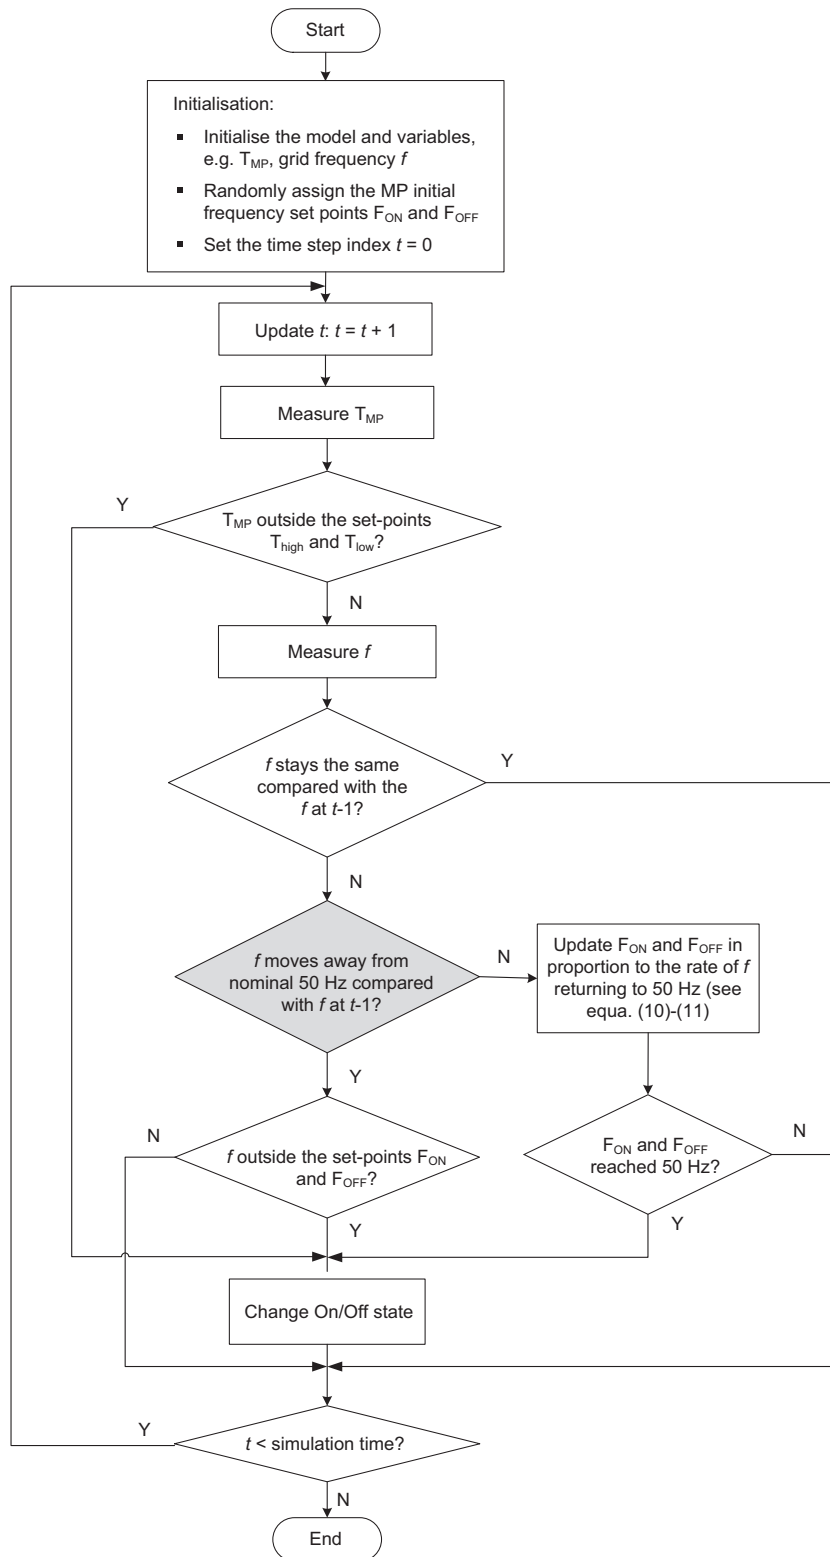 Start
Initialisation:
▪ Initialise the model and variables,
e.g. T_MP, grid frequency f
▪ Randomly assign the MP initial
frequency set points F_ON and F_OFF
▪ Set the time step index t = 0
Update t: t = t + 1
Measure T_MP
Y
T_MP outside the set-points
T_high and T_low?
N
Measure f
f stays the same
compared with the
f at t-1?
Y
N
f moves away from
nominal 50 Hz compared
with f at t-1?
N
Update F_ON and F_OFF in
proportion to the rate of f
returning to 50 Hz (see
equa. (10)-(11)
Y
N
f outside the set-points F_ON
and F_OFF?
F_ON and F_OFF
reached 50 Hz?
N
Y
Y
Change On/Off state
Y
t < simulation time?
N
End